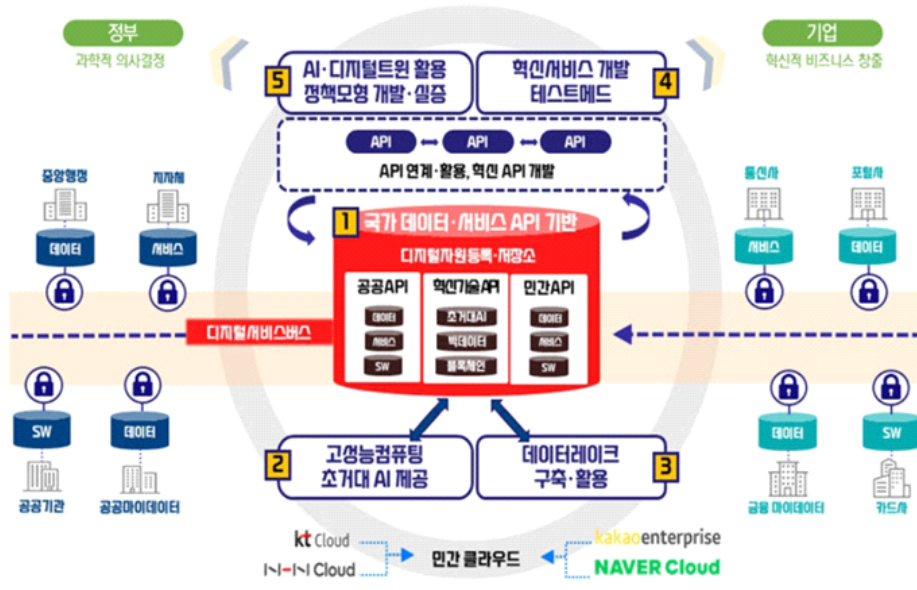 정부
과학적 의사결정
기업
혁신적 비즈니스 창출
5
AI·디지털트윈 활용
정책모형 개발·실증
혁신서비스 개발
테스트메드
4
API
API
API
API 연계·활용, 혁신 API 개발
중앙행정
데이터
지자체
서비스
통신사
서비스
포털사
데이터
1
국가 데이터·서비스 API 기반
디지털자원등록·저장소
공공API
데이터
서비스
SW
혁신기술API
초거대AI
빅데이터
블록체인
민간API
데이터
서비스
SW
디지털서비스버스
SW
공공기관
데이터
공공마이데이터
데이터
금융 마이데이터
SW
카드사
2
고성능컴퓨팅
초거대 AI 제공
데이터레이크
구축·활용
3
kt Cloud
NHN Cloud
민간 클라우드
kakaoenterprise
NAVER Cloud